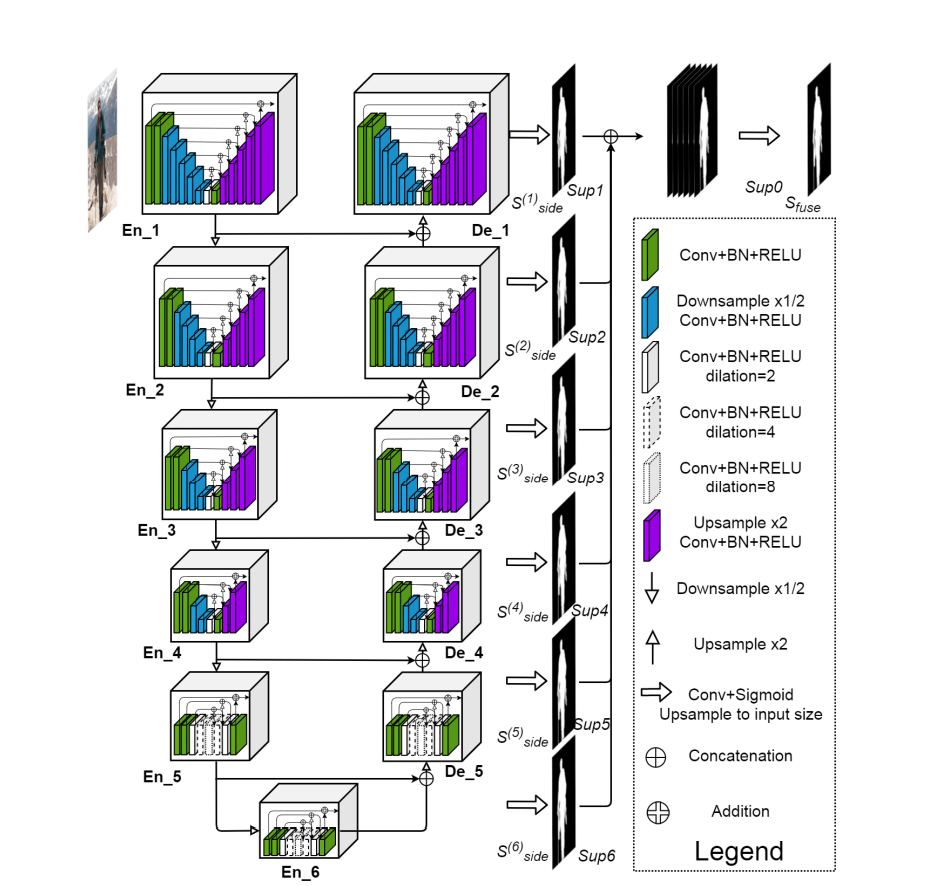 En_1
De_1
S(1)side
Sup1
Sup0
Sfuse
En_2
De_2
S(2)side
Sup2
En_3
De_3
S(3)side
Sup3
En_4
De_4
S(4)side
Sup4
En_5
De_5
S(5)side
Sup5
En_6
S(6)side
Sup6
Conv+BN+RELU
Downsample x1/2
Conv+BN+RELU
Conv+BN+RELU
dilation=2
Conv+BN+RELU
dilation=4
Conv+BN+RELU
dilation=8
Upsample x2
Conv+BN+RELU
Downsample x1/2
Upsample x2
Conv+Sigmoid
Upsample to input size
Concatenation
Addition
Legend